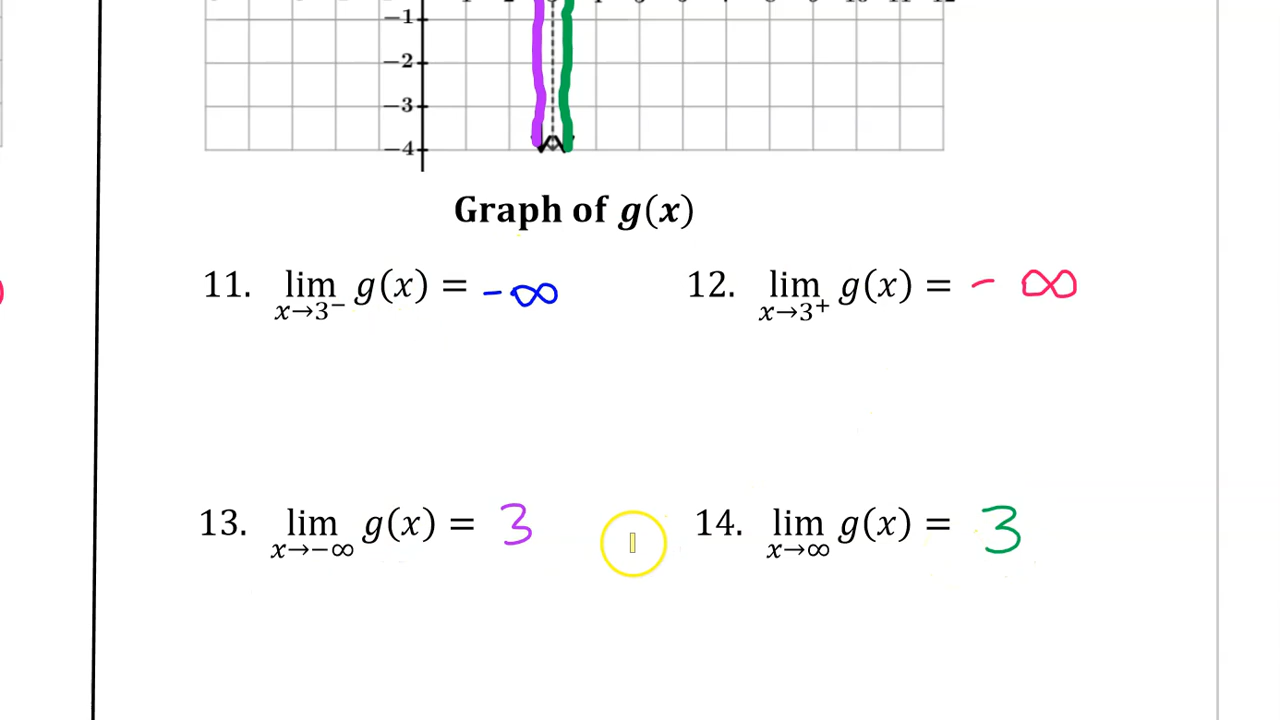 -1
-2
-3
-4
Graph of g(x)
11. lim x→3⁻ g(x) = -∞
12. lim x→3⁺ g(x) = - ∞
13. lim x→-∞ g(x) = 3
14. lim x→∞ g(x) = 3